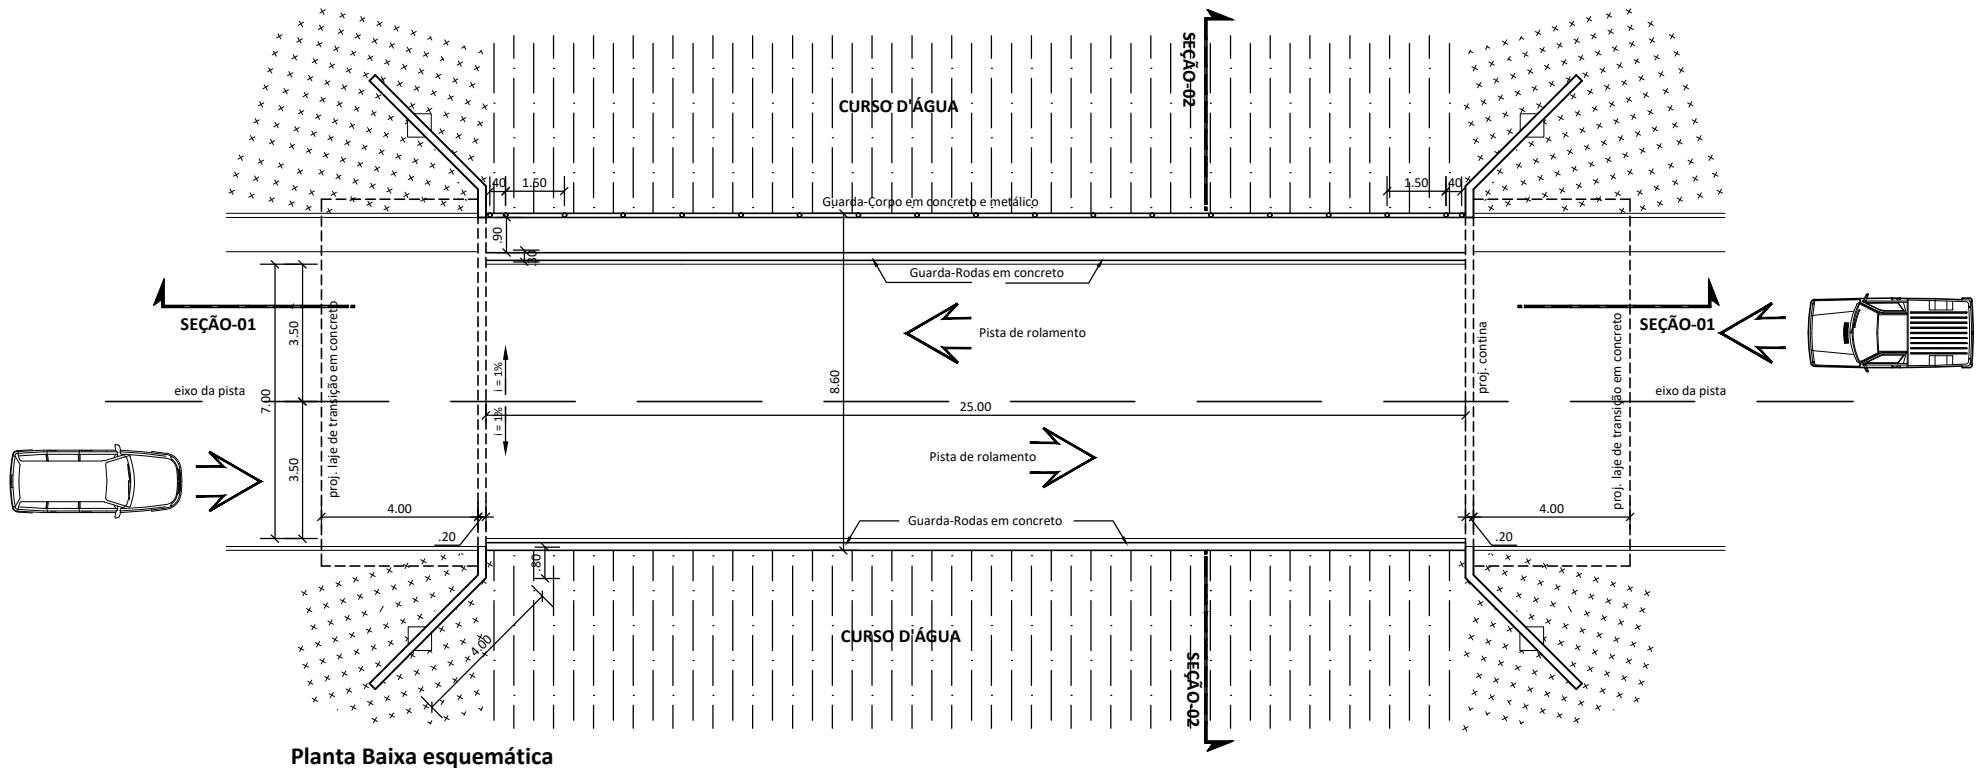 SEÇÃO-02
CURSO D'ÁGUA
.40
1.50
1.50
.40
Guarda-Corpo em concreto e metálico
.90
.30
Guarda-Rodas em concreto
SEÇÃO-01
SEÇÃO-01
3.50
proj. laje de transição em concreto
Pista de rolamento
proj. contina
proj. laje de transição em concreto
i = 1%
8.60
eixo da pista
7.00
25.00
eixo da pista
i = 1%
Pista de rolamento
3.50
4.00
4.00
Guarda-Rodas em concreto
.20
.20
.80
4.00
CURSO D'ÁGUA
SEÇÃO-02
Planta Baixa esquemática